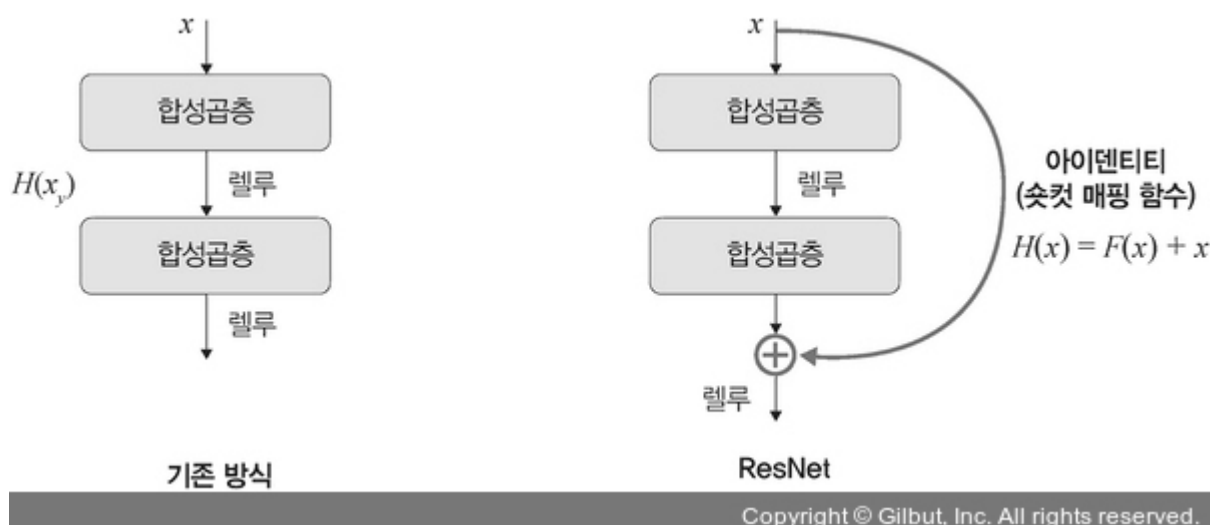 x
합성곱층
H(x_y)
렐루
합성곱층
렐루
기존 방식
x
합성곱층
렐루
합성곱층
렐루
아이덴티티
(숏컷 매핑 함수)
H(x) = F(x) + x
ResNet
Copyright © Gilbut, Inc. All rights reserved.